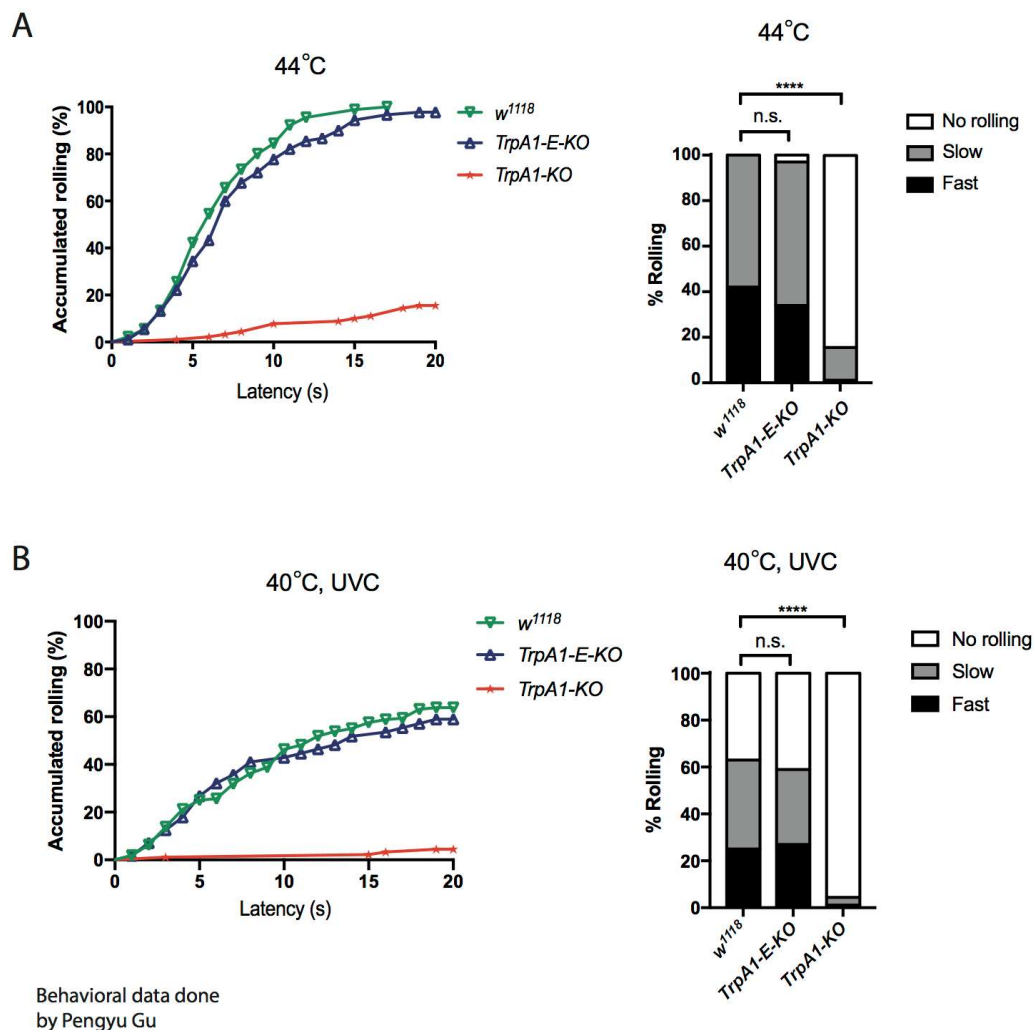 A
44°C
Accumulated rolling (%)
100
80
60
40
20
0
0 5 10 15 20
Latency (s)
w1118
TrpA1-E-KO
TrpA1-KO
44°C
****
n.s.
% Rolling
100
80
60
40
20
0
w1118
TrpA1-E-KO
TrpA1-KO
No rolling
Slow
Fast
B
40°C, UVC
Accumulated rolling (%)
100
80
60
40
20
0
0 5 10 15 20
Latency (s)
w1118
TrpA1-E-KO
TrpA1-KO
40°C, UVC
****
n.s.
% Rolling
100
80
60
40
20
0
w1118
TrpA1-E-KO
TrpA1-KO
No rolling
Slow
Fast
Behavioral data done
by Pengyu Gu